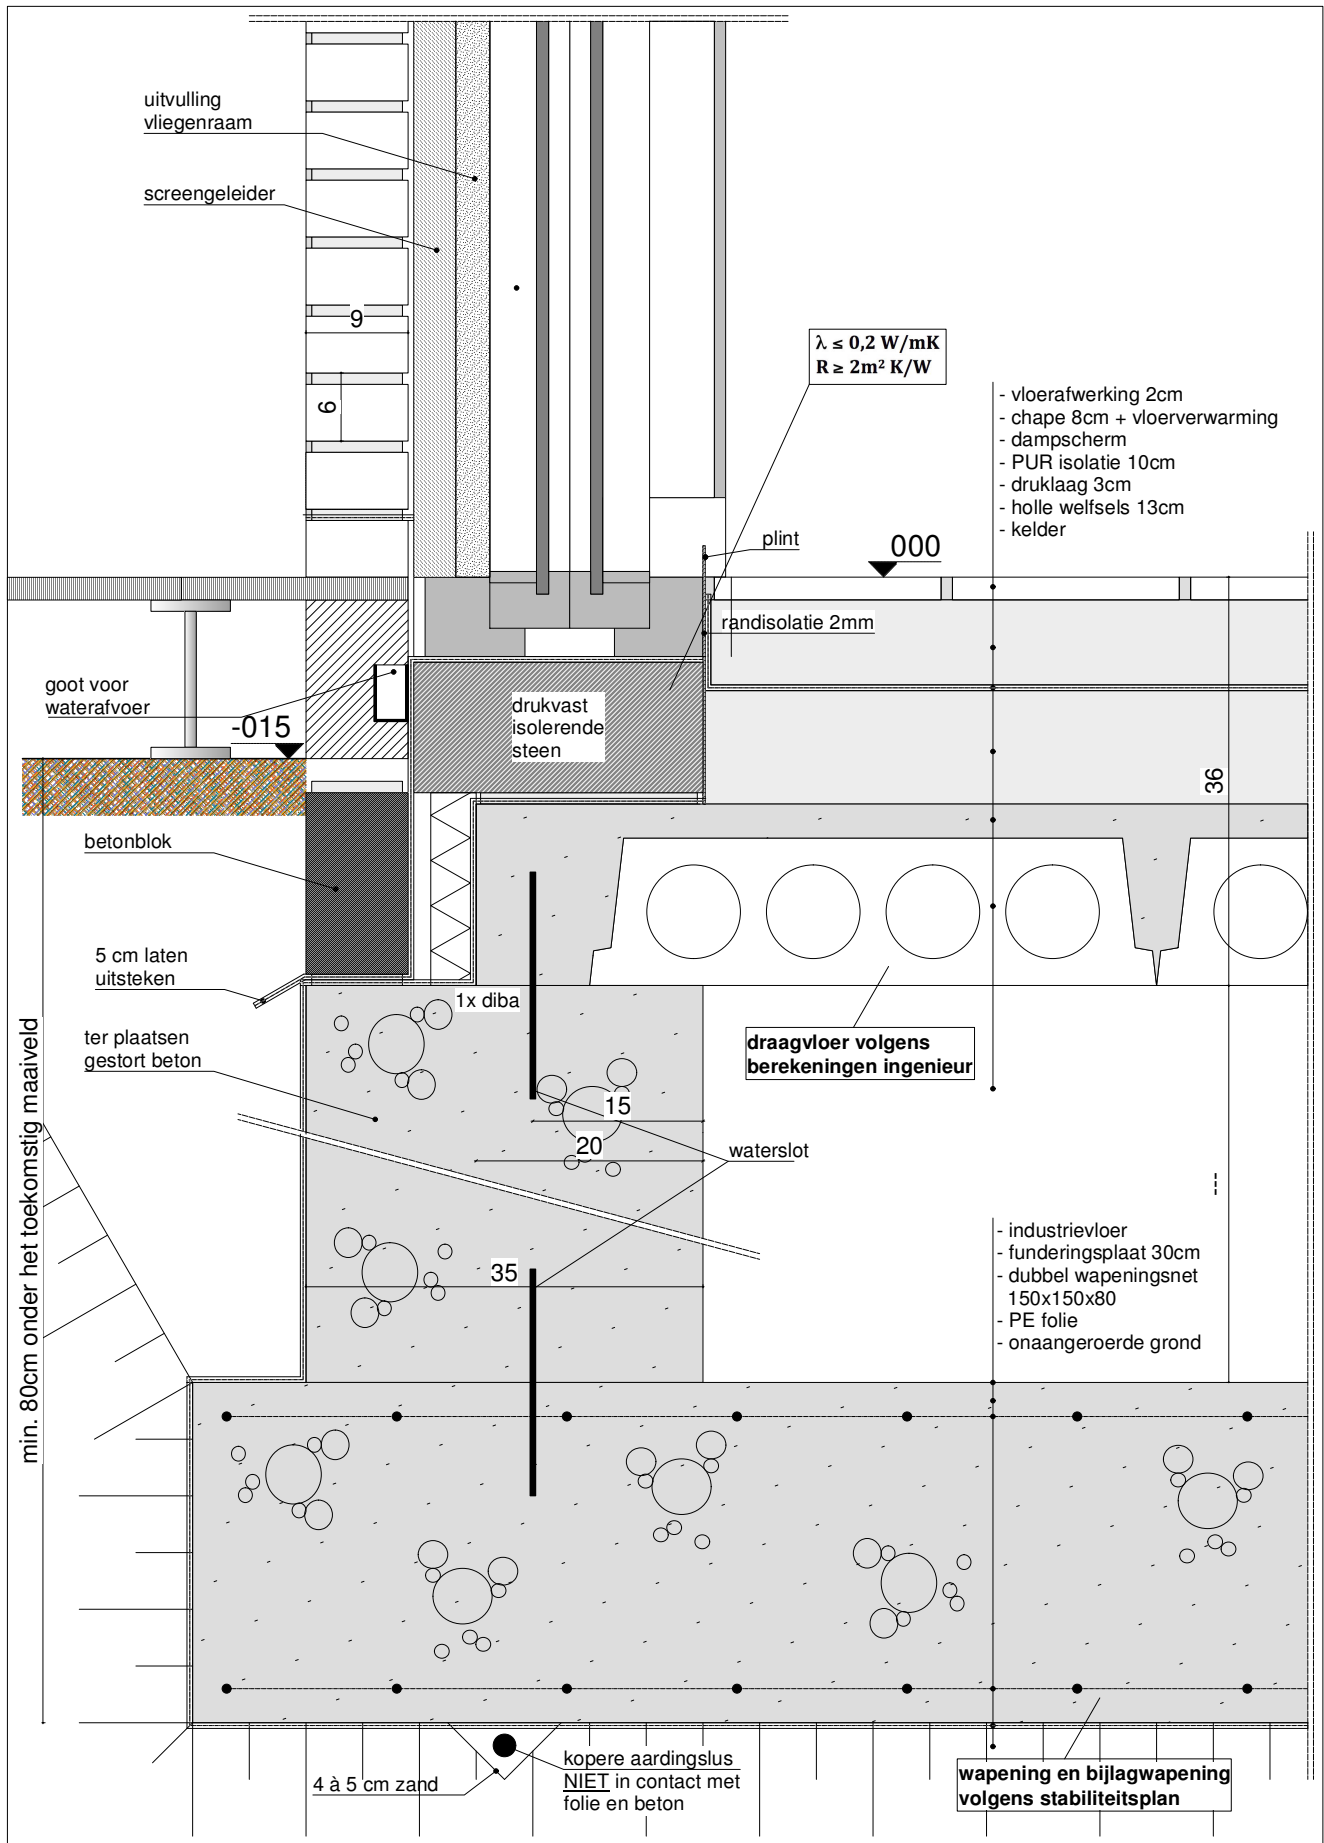 uitvulling
vliegenraam
screengeleider
9
λ ≤ 0,2 W/mK
R ≥ 2m² K/W
6
- vloerafwerking 2cm
- chape 8cm + vloerverwarming
- dampscherm
- PUR isolatie 10cm
- druklaag 3cm
- holle welfsels 13cm
- kelder
plint
000
randisolatie 2mm
goot voor
waterafvoer
-015
drukvast
isolerende
steen
36
betonblok
5 cm laten
uitsteken
1x diba
ter plaatsen
gestort beton
draagvloer volgens
berekeningen ingenieur
min. 80cm onder het toekomstig maaiveld
15
20
waterslot
35
- industrievloer
- funderingsplaat 30cm
- dubbel wapeningsnet
150x150x80
- PE folie
- onaangeroerde grond
4 à 5 cm zand
kopere aardingslus
NIET in contact met
folie en beton
wapening en bijlagwapening
volgens stabiliteitsplan